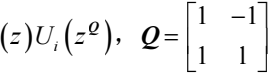 (z)U_i(z^Q), Q = [1 -1
1 1]